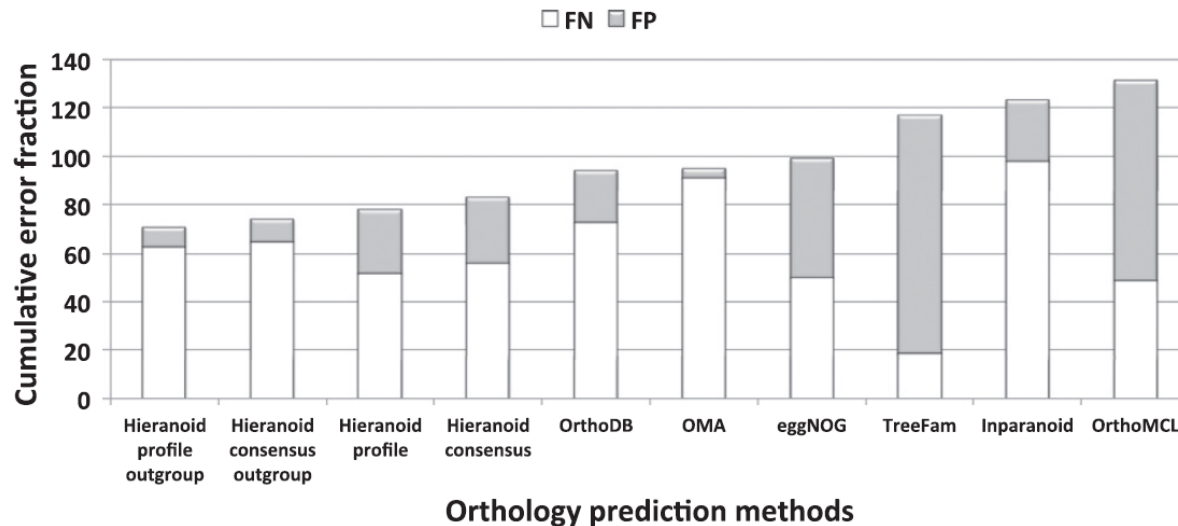 FN FP
Cumulative error fraction
140
120
100
80
60
40
20
0
Hieranoid profile outgroup
Hieranoid consensus outgroup
Hieranoid profile
Hieranoid consensus
OrthoDB
OMA
eggNOG
TreeFam
Inparanoid
OrthoMCL
Orthology prediction methods